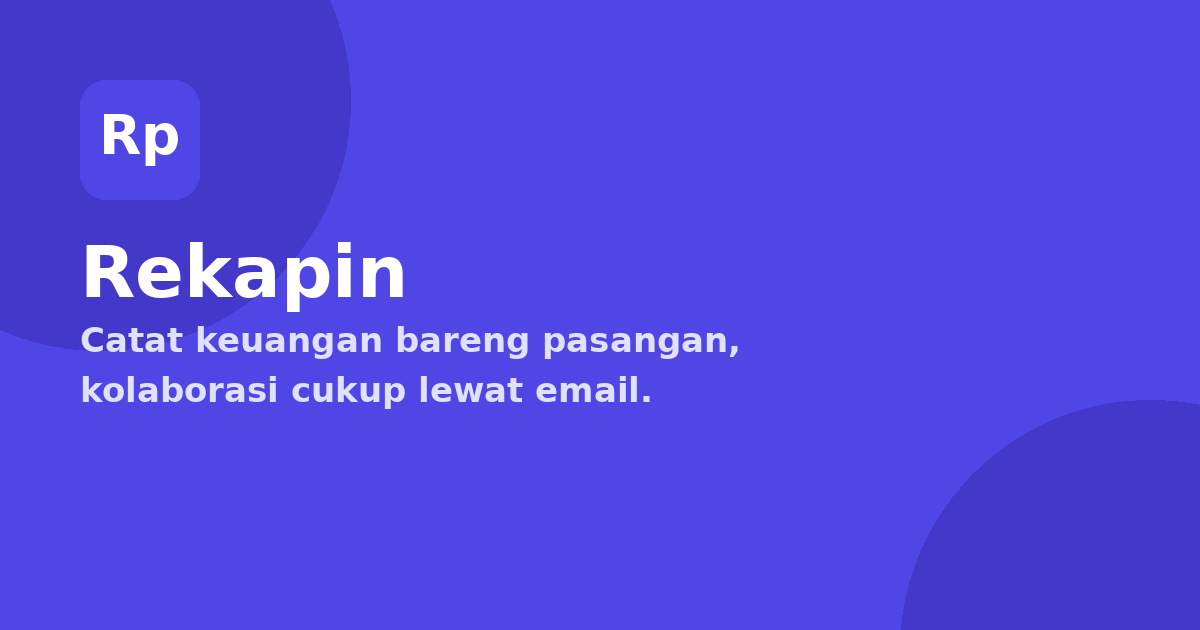 Rp
Rekapin
Catat keuangan bareng pasangan,
kolaborasi cukup lewat email.